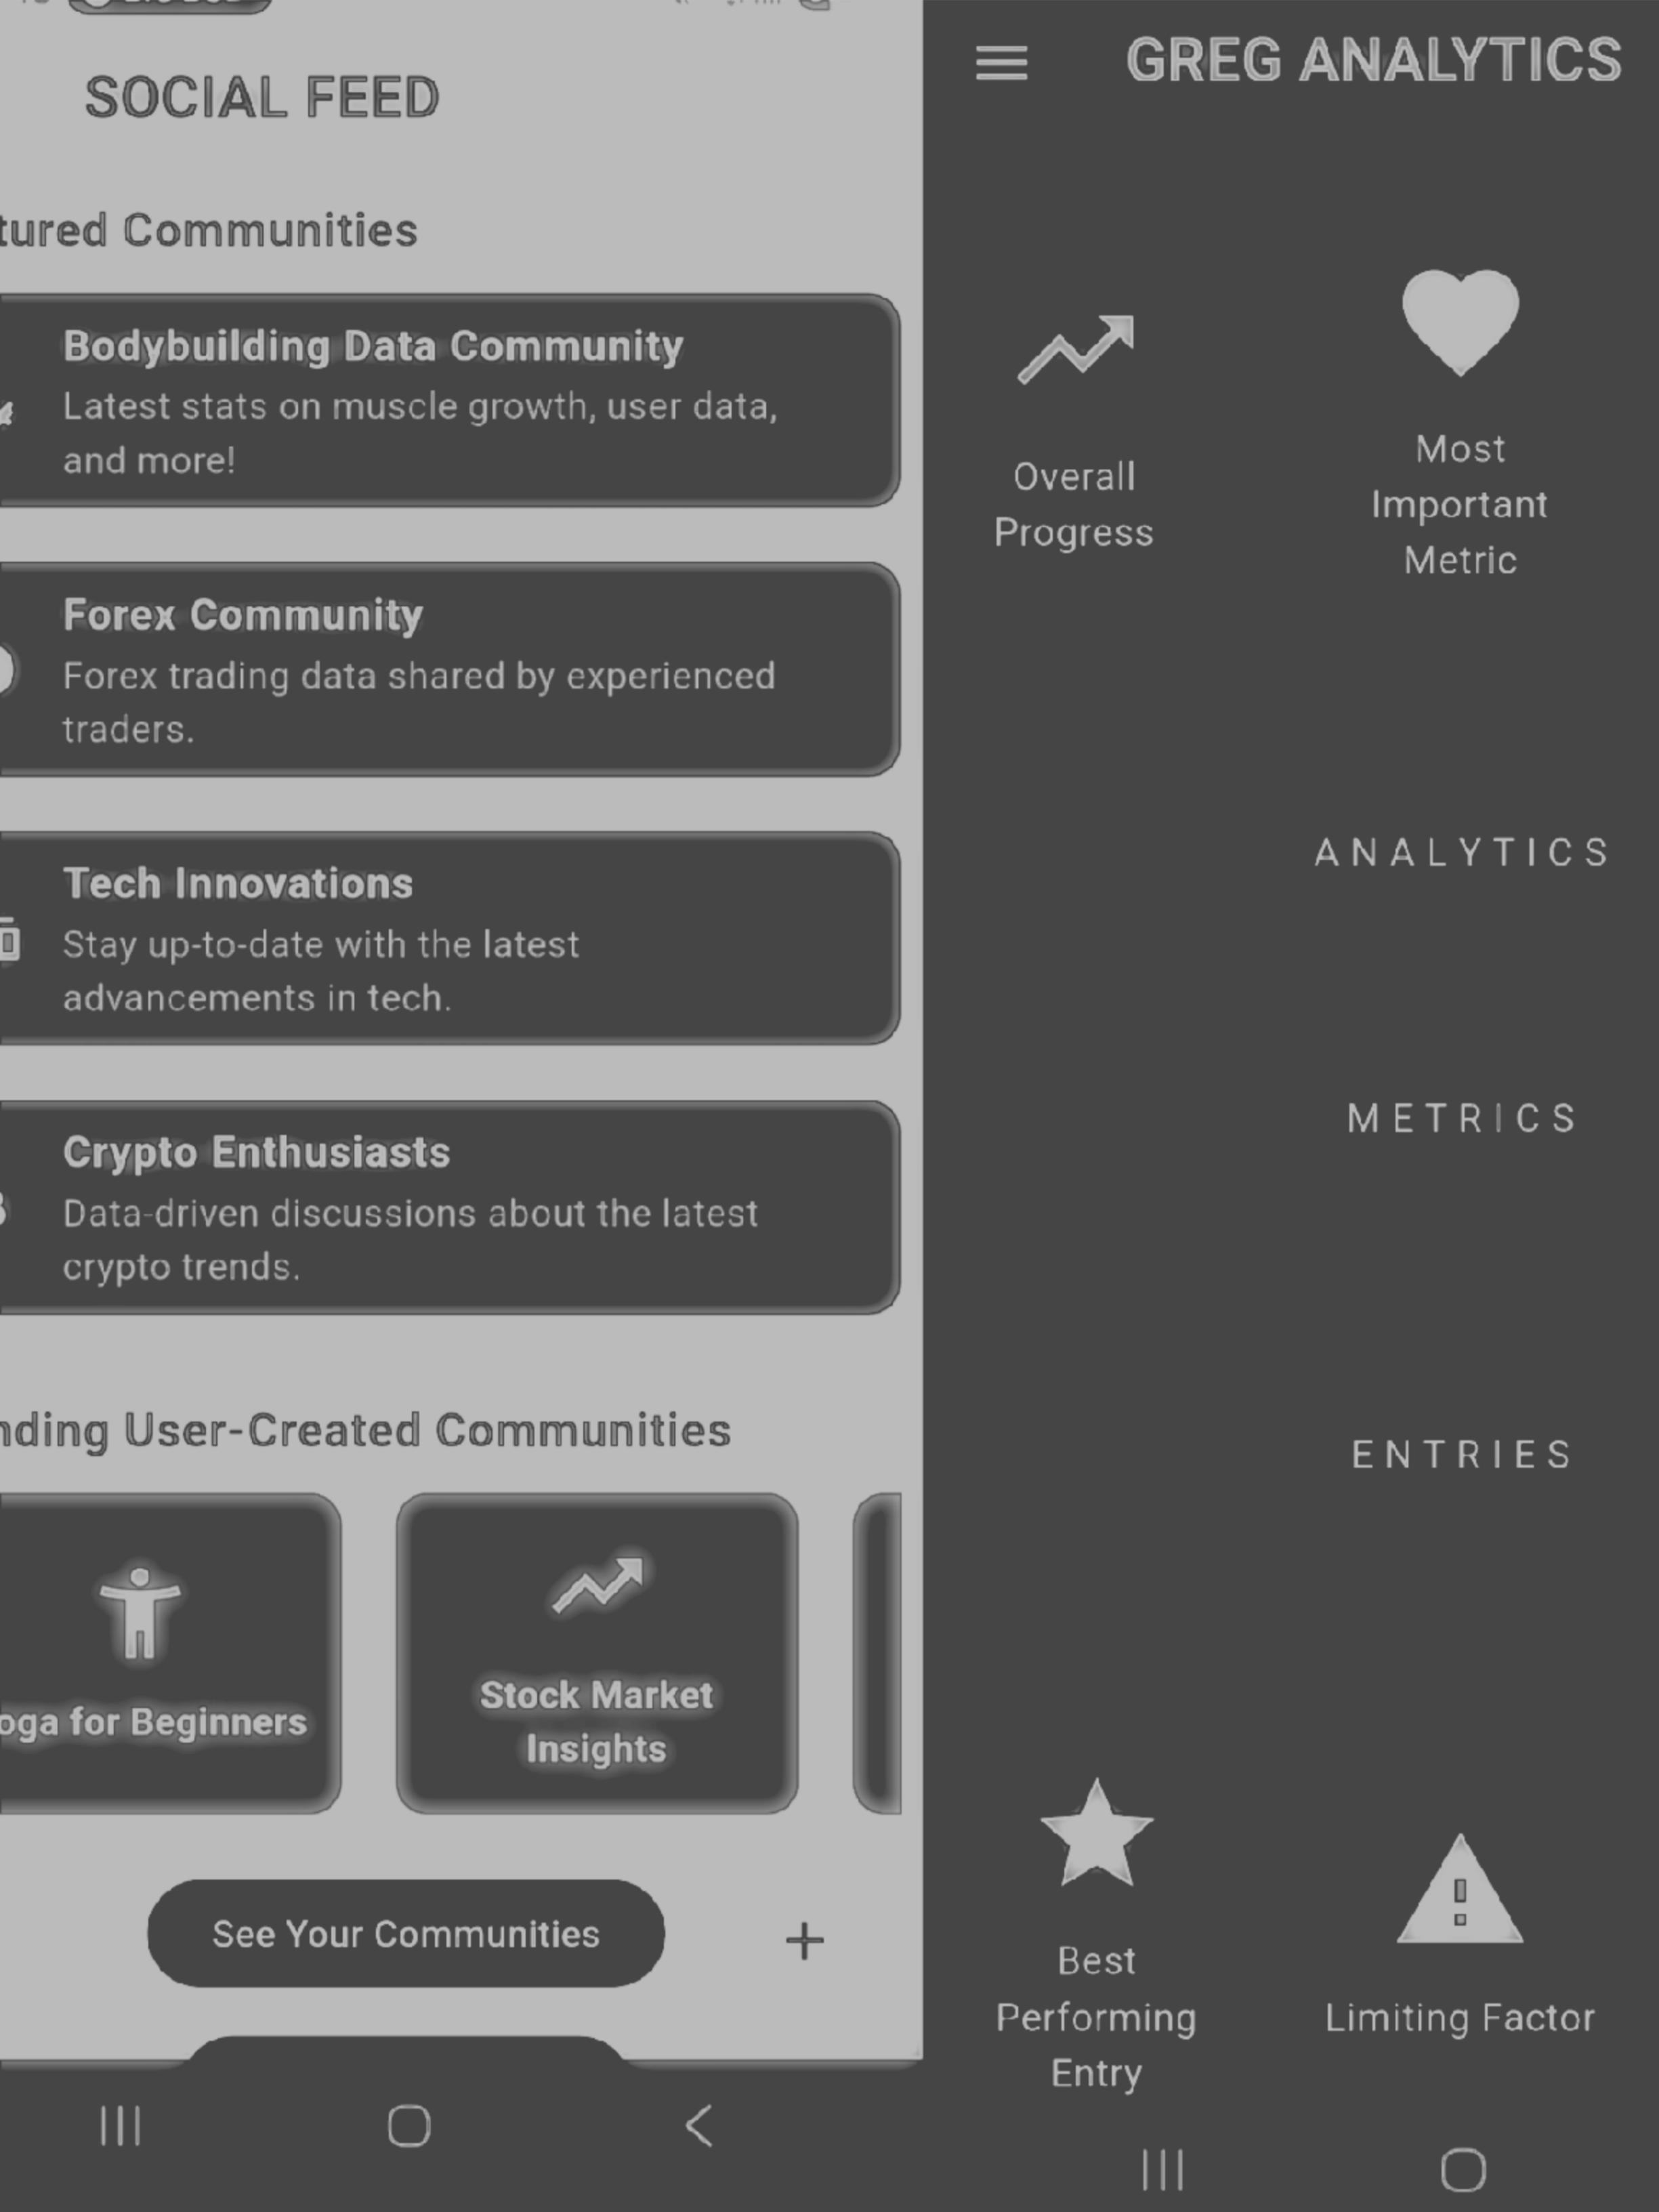 SOCIAL FEED
tured Communities
Bodybuilding Data Community
Latest stats on muscle growth, user data,
and more!
Forex Community
Forex trading data shared by experienced
traders.
Tech Innovations
Stay up-to-date with the latest
advancements in tech.
Crypto Enthusiasts
Data-driven discussions about the latest
crypto trends.
nding User-Created Communities
oga for Beginners
Stock Market
Insights
See Your Communities
+
GREG ANALYTICS
Overall
Progress
Most
Important
Metric
ANALYTICS
METRICS
ENTRIES
Best
Performing
Entry
Limiting Factor